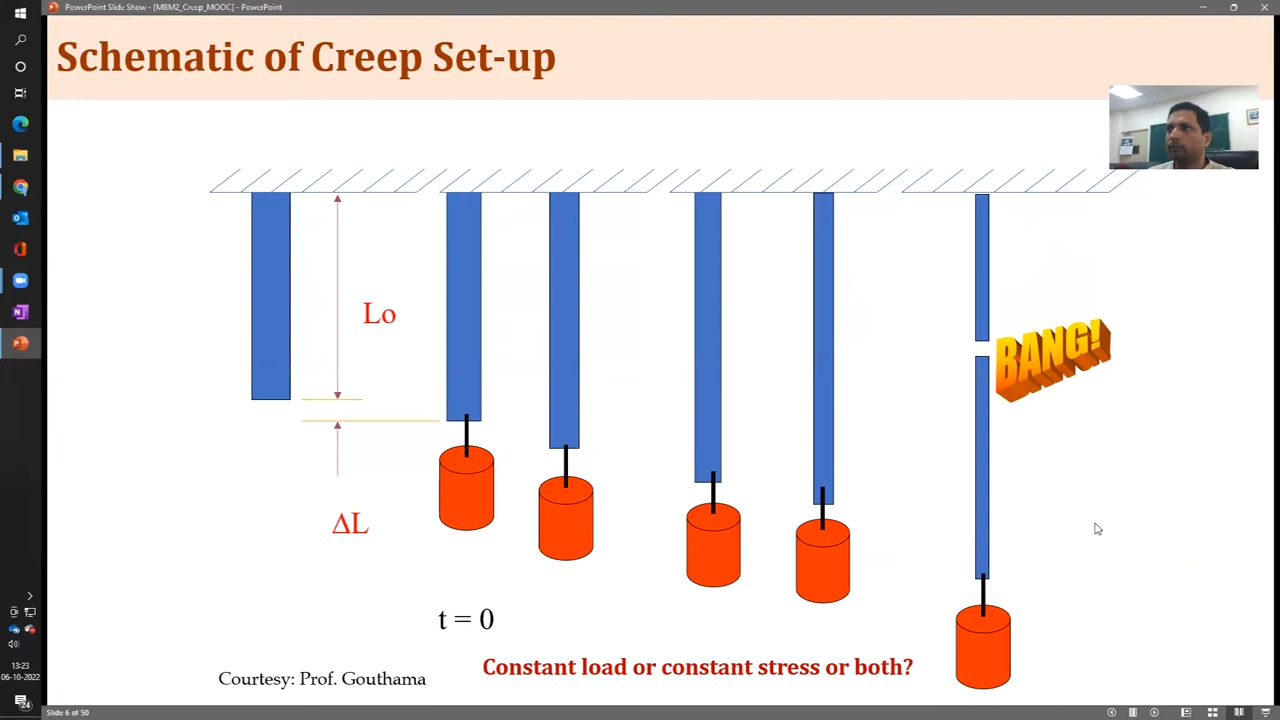 PowerPoint Slide Show - [MBM2_Creep_MOOC] - PowerPoint
Schematic of Creep Set-up
Lo
BANG!
ΔL
t = 0
Constant load or constant stress or both?
Courtesy: Prof. Gouthama
13:23
06-10-2022
24
Slide 6 of 50